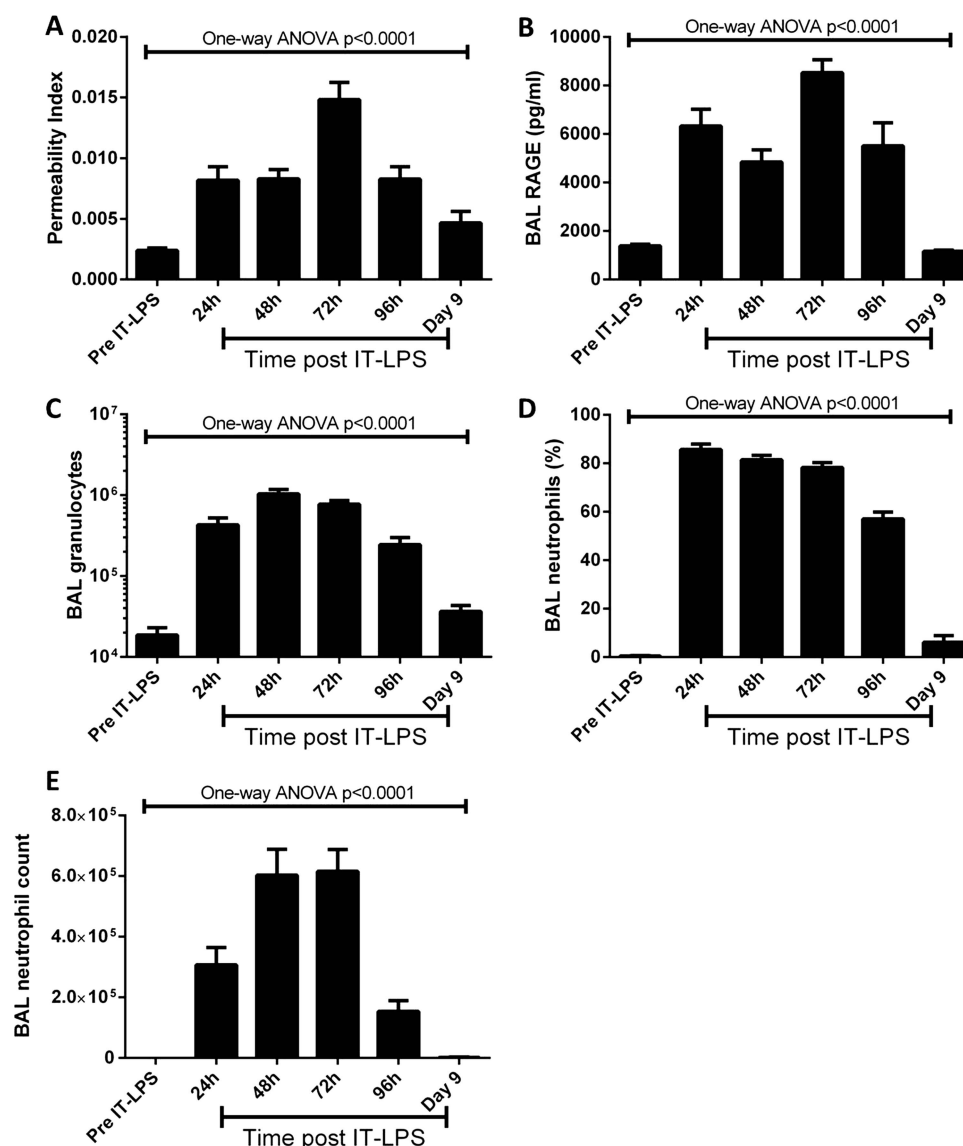 A
One-way ANOVA p<0.0001
Permeability Index
0.020
0.015
0.010
0.005
0.000
Pre IT-LPS
24h
48h
72h
96h
Day 9
Time post IT-LPS
B
One-way ANOVA p<0.0001
BAL RAGE (pg/ml)
10000
8000
6000
4000
2000
0
Pre IT-LPS
24h
48h
72h
96h
Day 9
Time post IT-LPS
C
One-way ANOVA p<0.0001
BAL granulocytes
10⁷
10⁶
10⁵
10⁴
Pre IT-LPS
24h
48h
72h
96h
Day 9
Time post IT-LPS
D
One-way ANOVA p<0.0001
BAL neutrophils (%)
100
80
60
40
20
0
Pre IT-LPS
24h
48h
72h
96h
Day 9
Time post IT-LPS
E
One-way ANOVA p<0.0001
BAL neutrophil count
8.0×10⁵
6.0×10⁵
4.0×10⁵
2.0×10⁵
0
Pre IT-LPS
24h
48h
72h
96h
Day 9
Time post IT-LPS